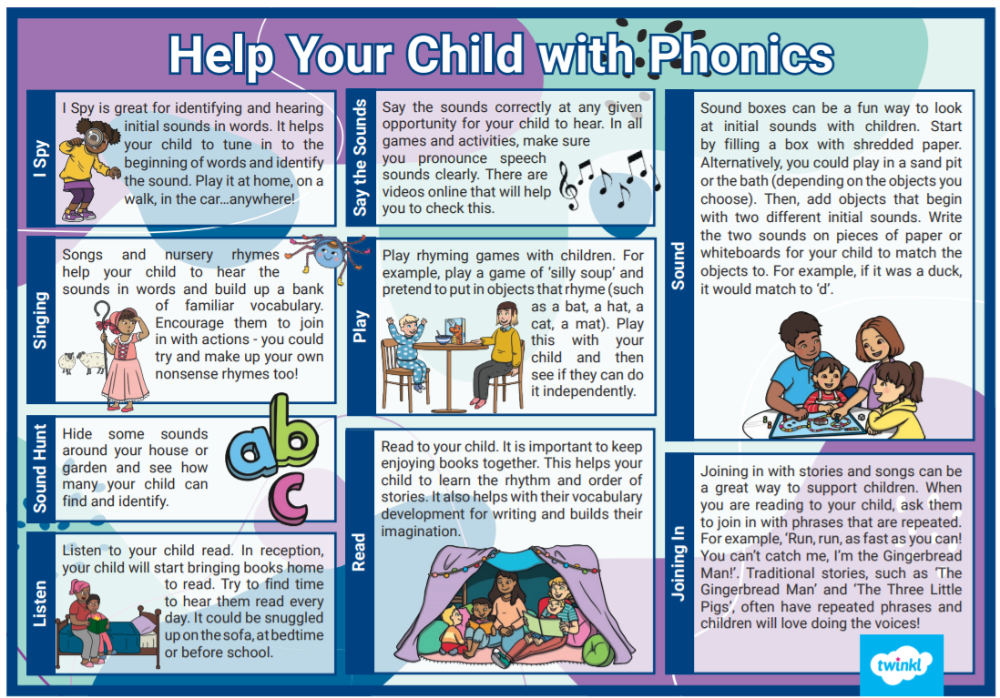 Help Your Child with Phonics
I Spy
I Spy is great for identifying and hearing
initial sounds in words. It helps
your child to tune in to the
beginning of words and identify
the sound. Play it at home, on a
walk, in the car...anywhere!
Singing
Songs and nursery rhymes
help your child to hear the
sounds in words and build up a bank
of familiar vocabulary.
Encourage them to join
in with actions - you could
try and make up your own
nonsense rhymes too!
Sound Hunt
Hide some sounds
around your house or
garden and see how
many your child can
find and identify.
a
b
c
Listen
Listen to your child read. In reception,
your child will start bringing books home
to read. Try to find time
to hear them read every
day. It could be snuggled
up on the sofa, at bedtime
or before school.
Say the Sounds
Say the sounds correctly at any given
opportunity for your child to hear. In all
games and activities, make sure
you pronounce speech
sounds clearly. There are
videos online that will help
you to check this.
Play
Play rhyming games with children. For
example, play a game of ‘silly soup’ and
pretend to put in objects that rhyme (such
as a bat, a hat, a
cat, a mat). Play
this with your
child and then
see if they can do
it independently.
Read
Read to your child. It is important to keep
enjoying books together. This helps your
child to learn the rhythm and order of
stories. It also helps with their vocabulary
development for writing and builds their
imagination.
Sound
Sound boxes can be a fun way to look
at initial sounds with children. Start
by filling a box with shredded paper.
Alternatively, you could play in a sand pit
or the bath (depending on the objects you
choose). Then, add objects that begin
with two different initial sounds. Write
the two sounds on pieces of paper or
whiteboards for your child to match the
objects to. For example, if it was a duck,
it would match to ‘d’.
Joining In
Joining in with stories and songs can be
a great way to support children. When
you are reading to your child, ask them
to join in with phrases that are repeated.
For example, ‘Run, run, as fast as you can!
You can’t catch me, I’m the Gingerbread
Man!’. Traditional stories, such as ‘The
Gingerbread Man’ and ‘The Three Little
Pigs’, often have repeated phrases and
children will love doing the voices!
twinkl